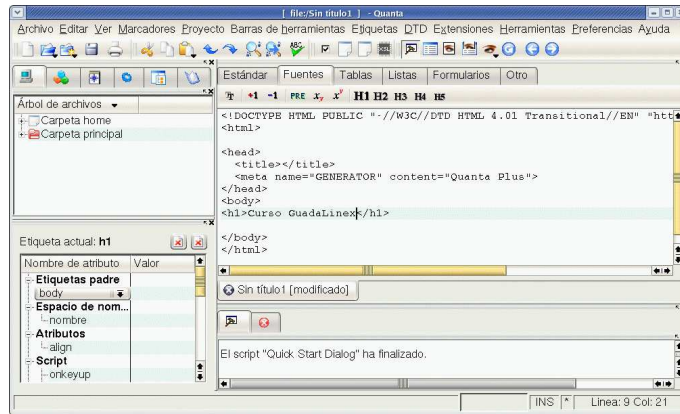 [ file:/Sin titulo1 ] - Quanta
Archivo Editar Ver Marcadores Proyecto Barras de herramientas Etiquetas DTD Extensiones Herramientas Preferencias Ayuda
Estándar Fuentes Tablas Listas Formularios Otro
+1 -1 PRE x, x^y H1 H2 H3 H4 H5
Árbol de archivos
Carpeta home
Carpeta principal
<!DOCTYPE HTML PUBLIC "-//W3C//DTD HTML 4.01 Transitional//EN" "htt
<html>
<head>
<title></title>
<meta name="GENERATOR" content="Quanta Plus">
</head>
<body>
<h1>Curso GuadaLinex</h1>
</body>
</html>
Etiqueta actual: h1
Nombre de atributo Valor
Etiquetas padre
body
Espacio de nom...
nombre
Atributos
align
Script
onkeyup
Sin título1 [modificado]
El script "Quick Start Dialog" ha finalizado.
INS * Linea: 9 Col: 21